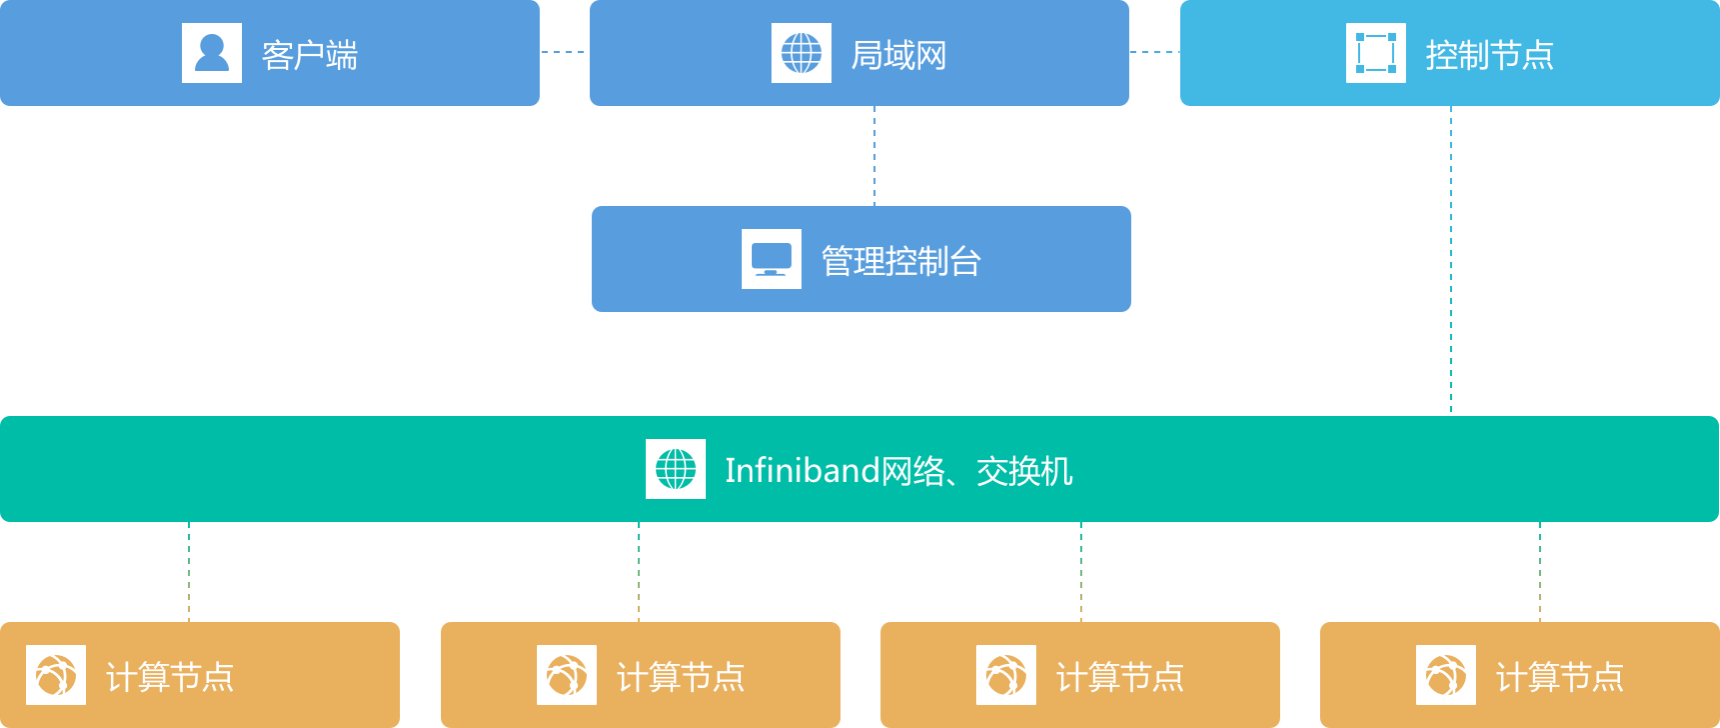 客户端
局域网
控制节点
管理控制台
Infiniband网络、交换机
计算节点
计算节点
计算节点
计算节点